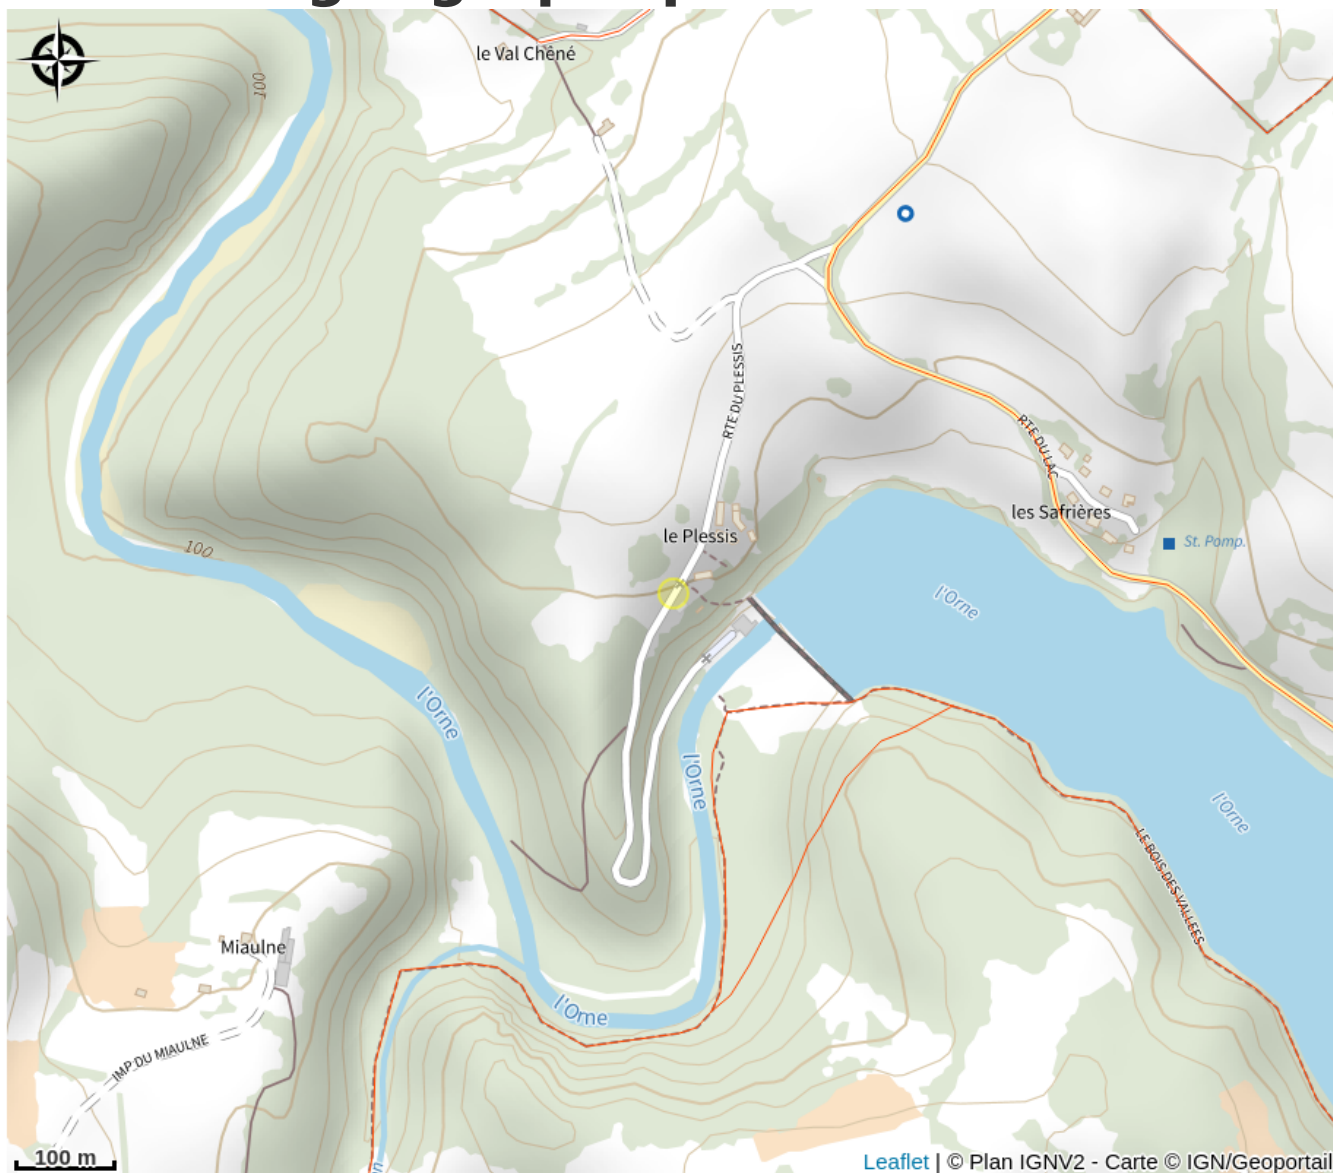 le Val Chêné
100
RTE DU PLESSIS
RTE DU LAC
les Safrières
le Plessis
St. Pomp.
100
l'Orne
l'Orne
l'Orne
l'Orne
LE BOIS DES VALLEES
Miaulne
l'Orne
IMP DU MIAULNE
100 m
Leaflet | © Plan IGNV2 - Carte © IGN/Geoportail